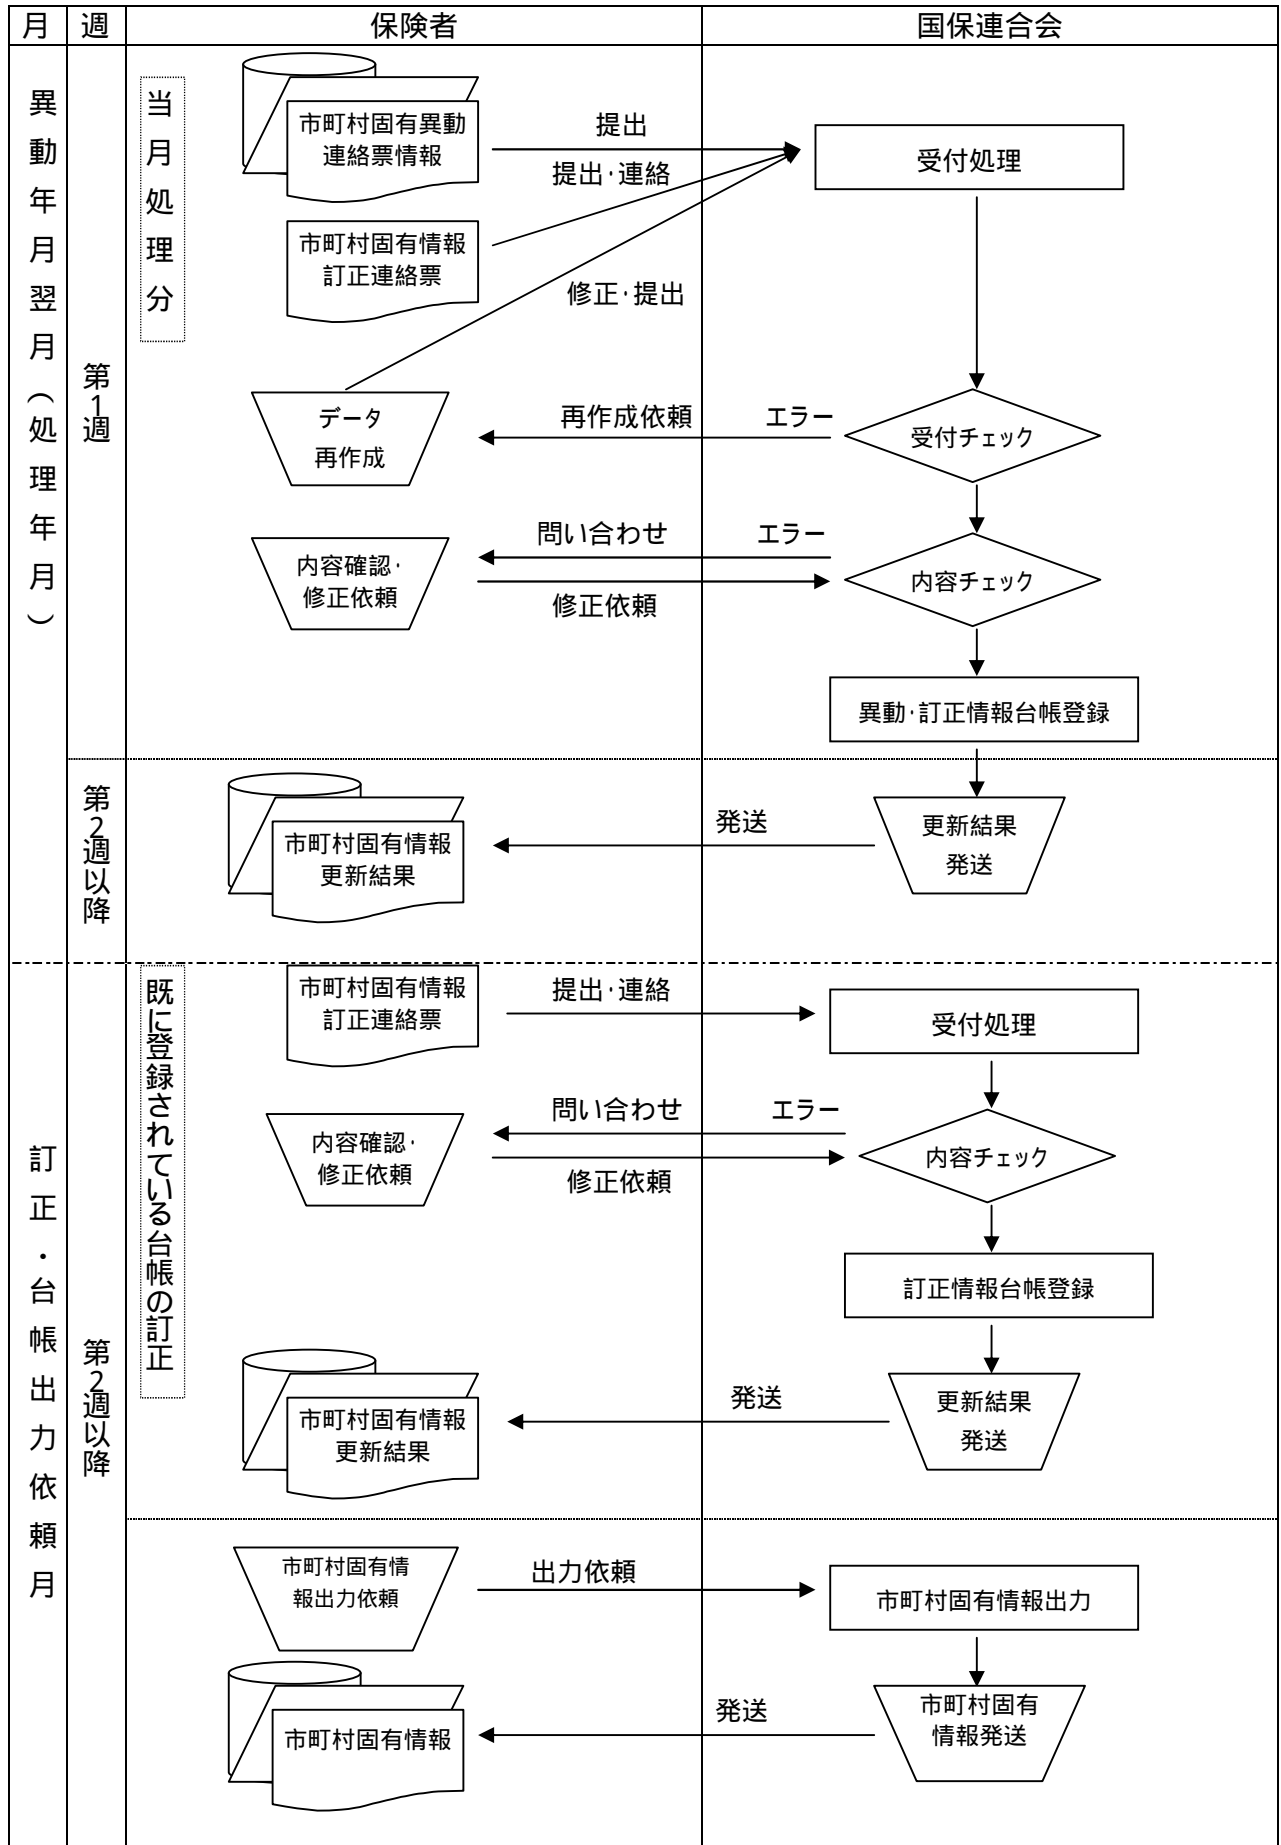 月 週 保険者 国保連合会
異動年月翌月（処理年月）
第1週
当月処理分
市町村固有異動
連絡票情報
提出
提出・連絡
受付処理
市町村固有情報
訂正連絡票
修正・提出
データ
再作成
再作成依頼
エラー
受付チェック
内容確認・
修正依頼
問い合わせ
エラー
修正依頼
内容チェック
異動・訂正情報台帳登録
第2週以降
市町村固有情報
更新結果
発送
更新結果
発送
訂正・台帳出力依頼月
第2週以降
既に登録されている台帳の訂正
市町村固有情報
訂正連絡票
提出・連絡
受付処理
内容確認・
修正依頼
問い合わせ
エラー
修正依頼
内容チェック
訂正情報台帳登録
市町村固有情報
更新結果
発送
更新結果
発送
市町村固有情
報出力依頼
出力依頼
市町村固有情報出力
市町村固有情報
発送
市町村固有
情報発送